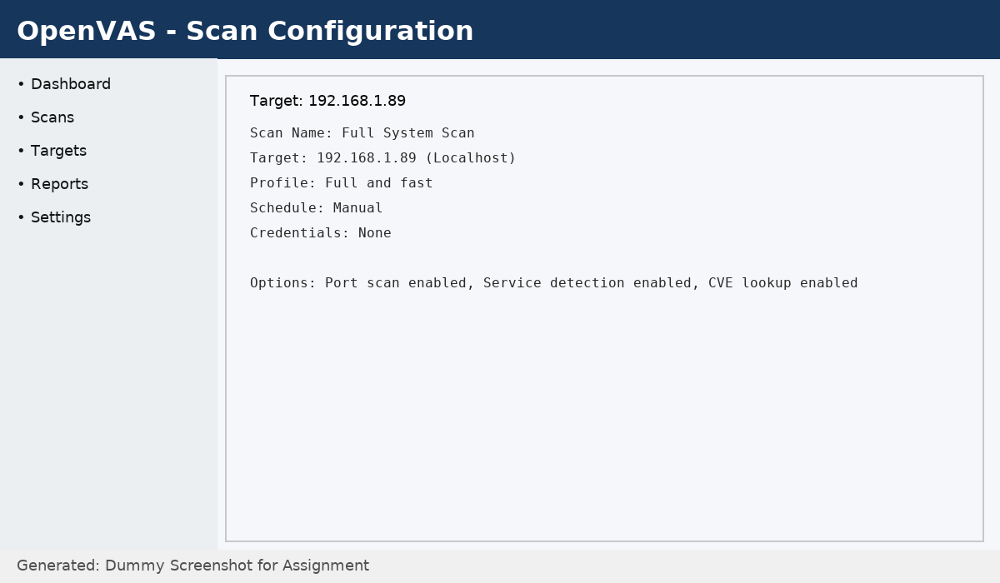 OpenVAS - Scan Configuration
• Dashboard
• Scans
• Targets
• Reports
• Settings
Target: 192.168.1.89
Scan Name: Full System Scan
Target: 192.168.1.89 (Localhost)
Profile: Full and fast
Schedule: Manual
Credentials: None
Options: Port scan enabled, Service detection enabled, CVE lookup enabled
Generated: Dummy Screenshot for Assignment